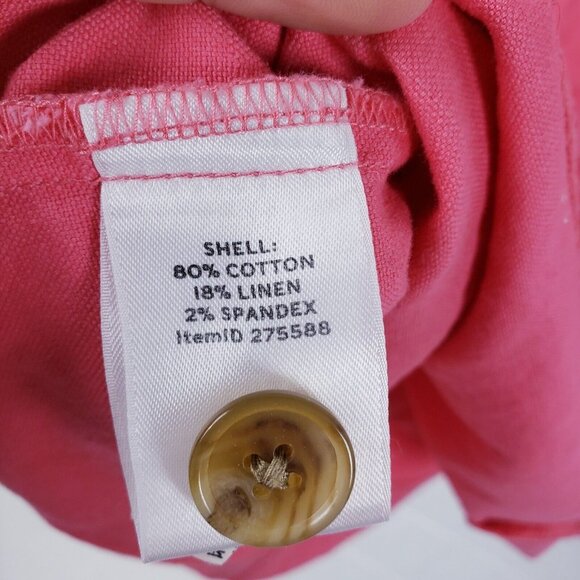 SHELL:
80% COTTON
18% LINEN
2% SPANDEX
ItemID 275588